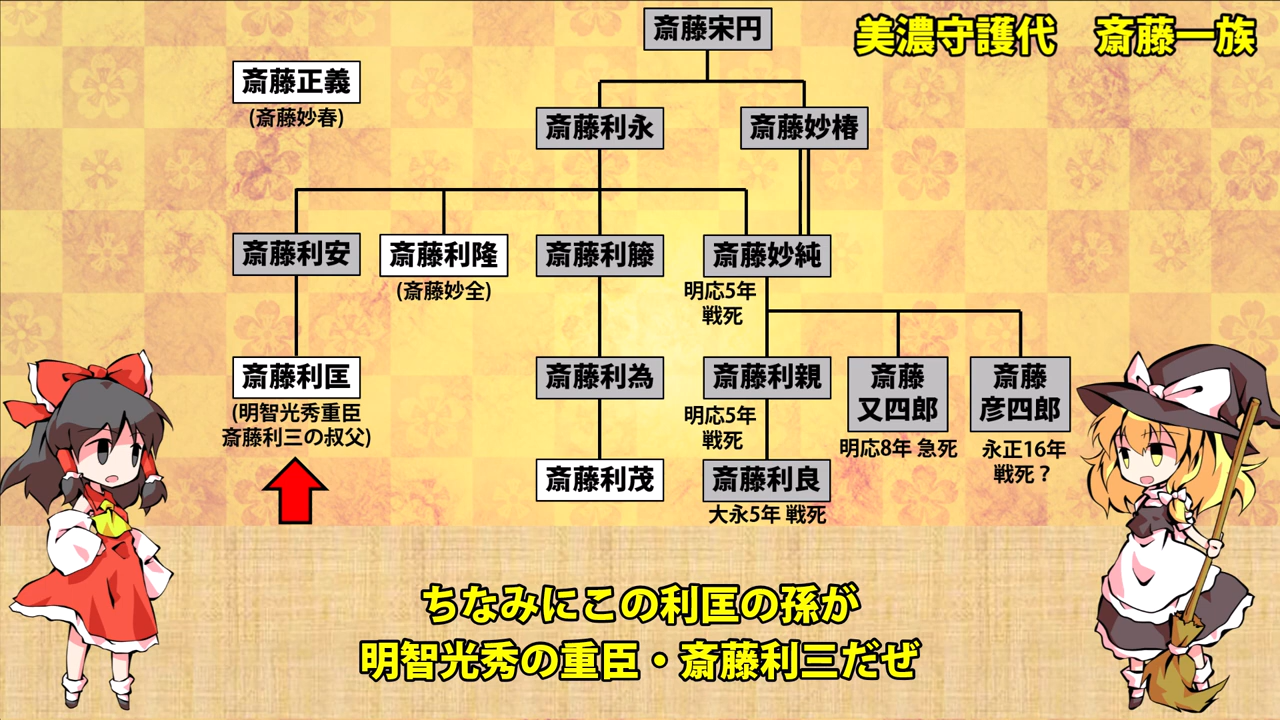 斎藤宋円
美濃守護代 斎藤一族
斎藤正義
(斎藤妙春)
斎藤利永
斎藤妙椿
斎藤利安
斎藤利隆
(斎藤妙全)
斎藤利籐
斎藤妙純
明応5年
戦死
斎藤利匡
(明智光秀重臣
斎藤利三の叔父)
斎藤利為
斎藤利親
明応5年
戦死
斎藤
又四郎
明応8年 急死
斎藤
彦四郎
永正16年
戦死？
斎藤利茂
斎藤利良
大永5年 戦死
ちなみにこの利匡の孫が
明智光秀の重臣・斎藤利三だぜ